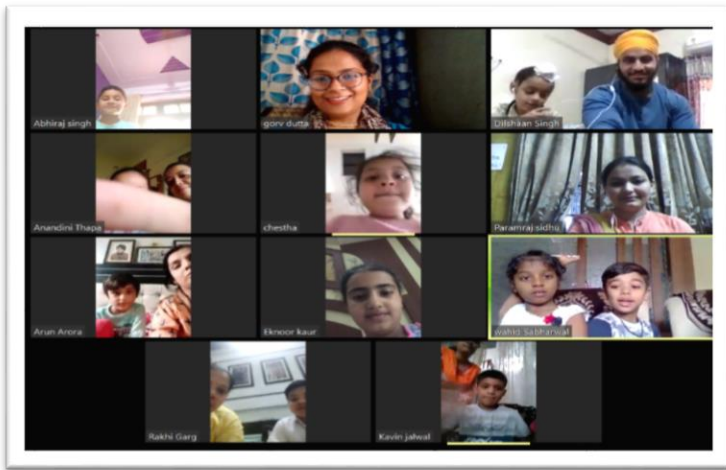 Abhiraj singh
gorv dutta
Dilshaan Singh
Anandini Thapa
chestha
Paramraj sidhu
Arun Arora
Eknoor kaur
wahid Sabharwal
Rakhi Garg
Kavin jalwal